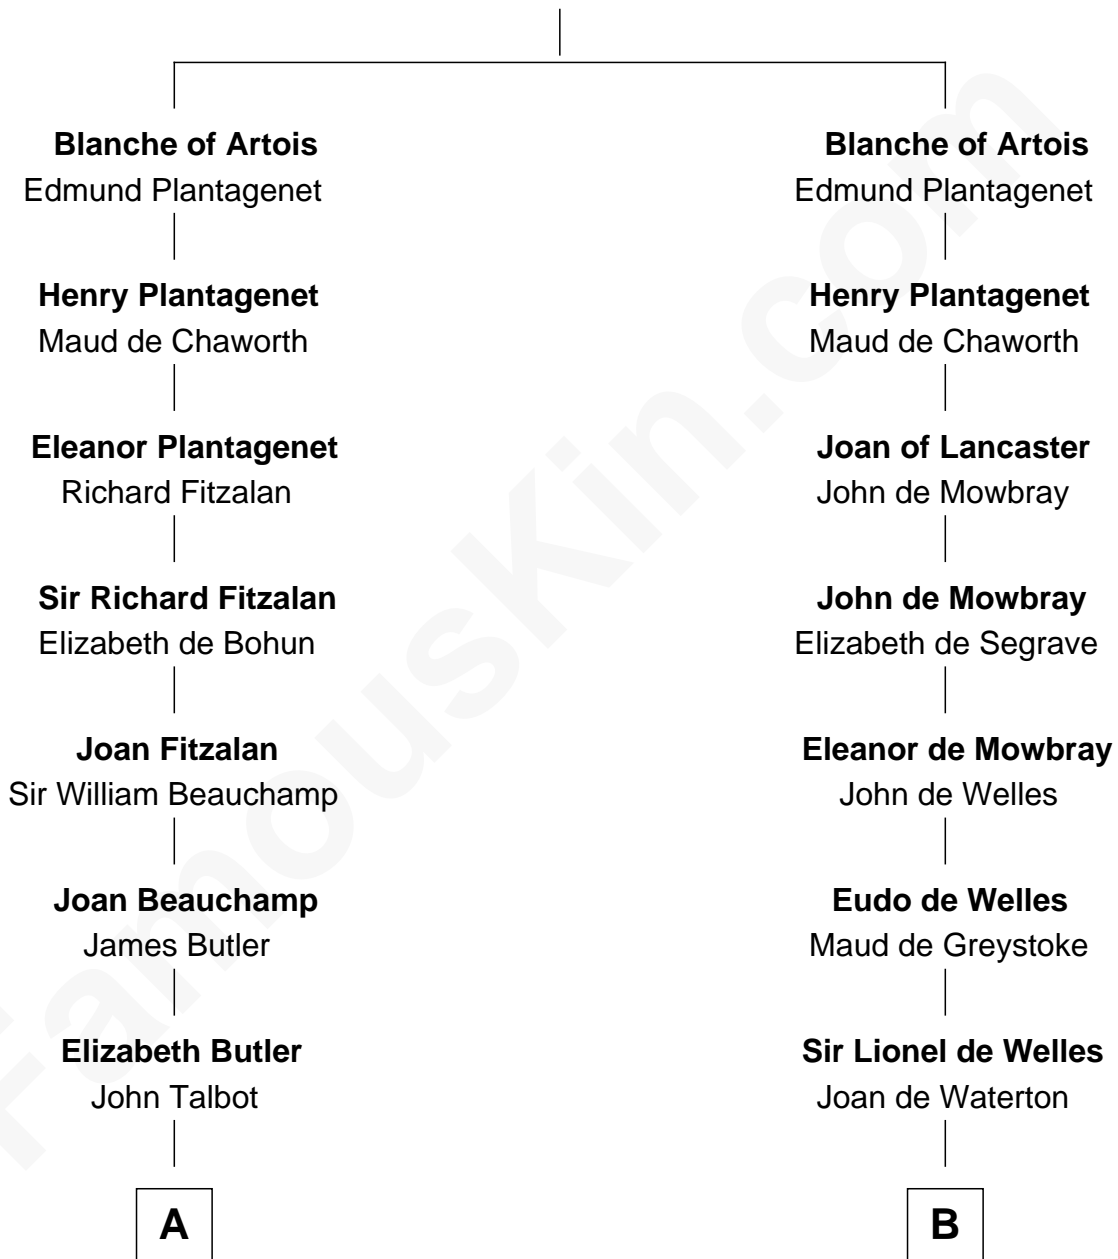 Blanche of Artois
Edmund Plantagenet
Henry Plantagenet
Maud de Chaworth
Eleanor Plantagenet
Richard Fitzalan
Sir Richard Fitzalan
Elizabeth de Bohun
Joan Fitzalan
Sir William Beauchamp
Joan Beauchamp
James Butler
Elizabeth Butler
John Talbot
A
Blanche of Artois
Edmund Plantagenet
Henry Plantagenet
Maud de Chaworth
Joan of Lancaster
John de Mowbray
John de Mowbray
Elizabeth de Segrave
Eleanor de Mowbray
John de Welles
Eudo de Welles
Maud de Greystoke
Sir Lionel de Welles
Joan de Waterton
B
FamousKin.com